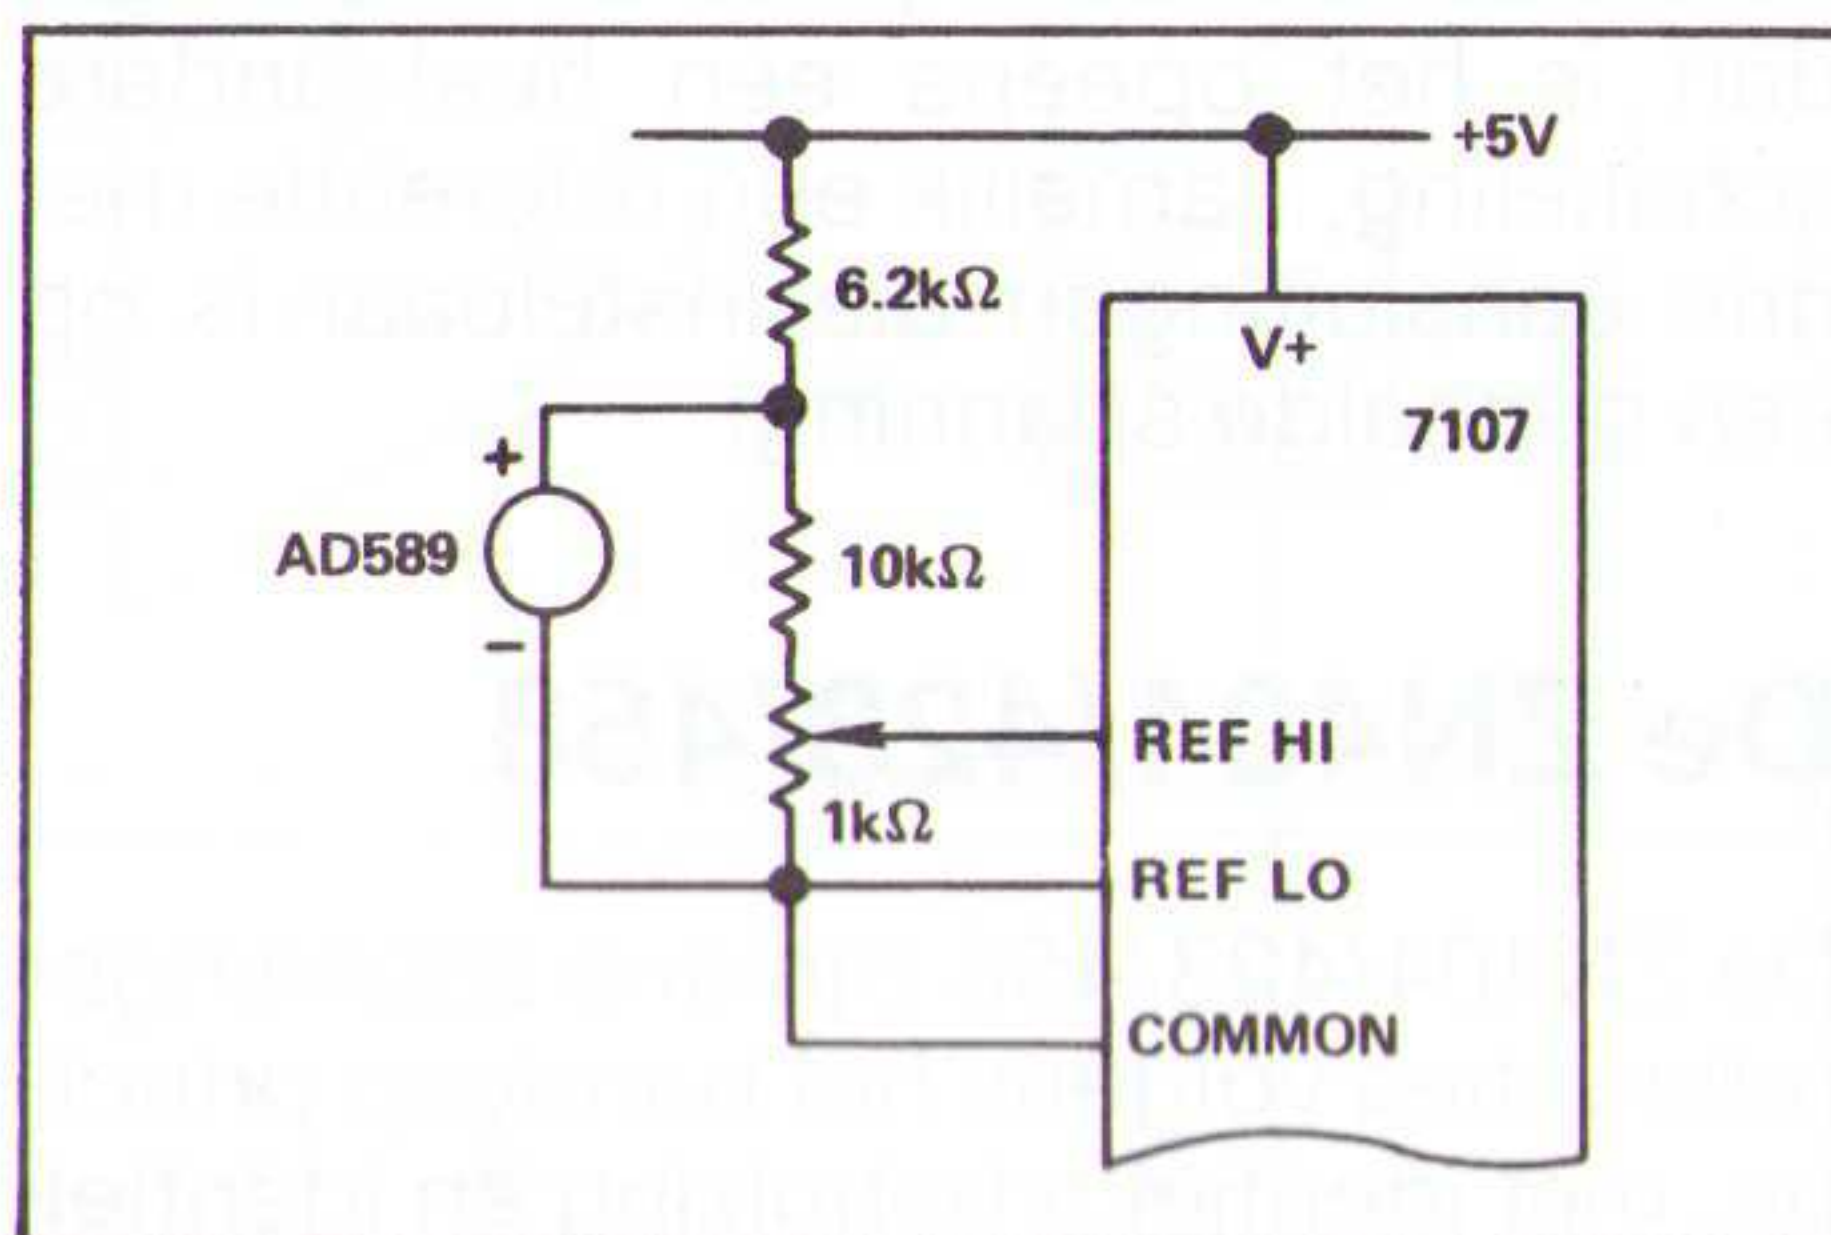 +5V
6.2kΩ
V+
7107
+
AD589
10kΩ
−
REF HI
1kΩ
REF LO
COMMON